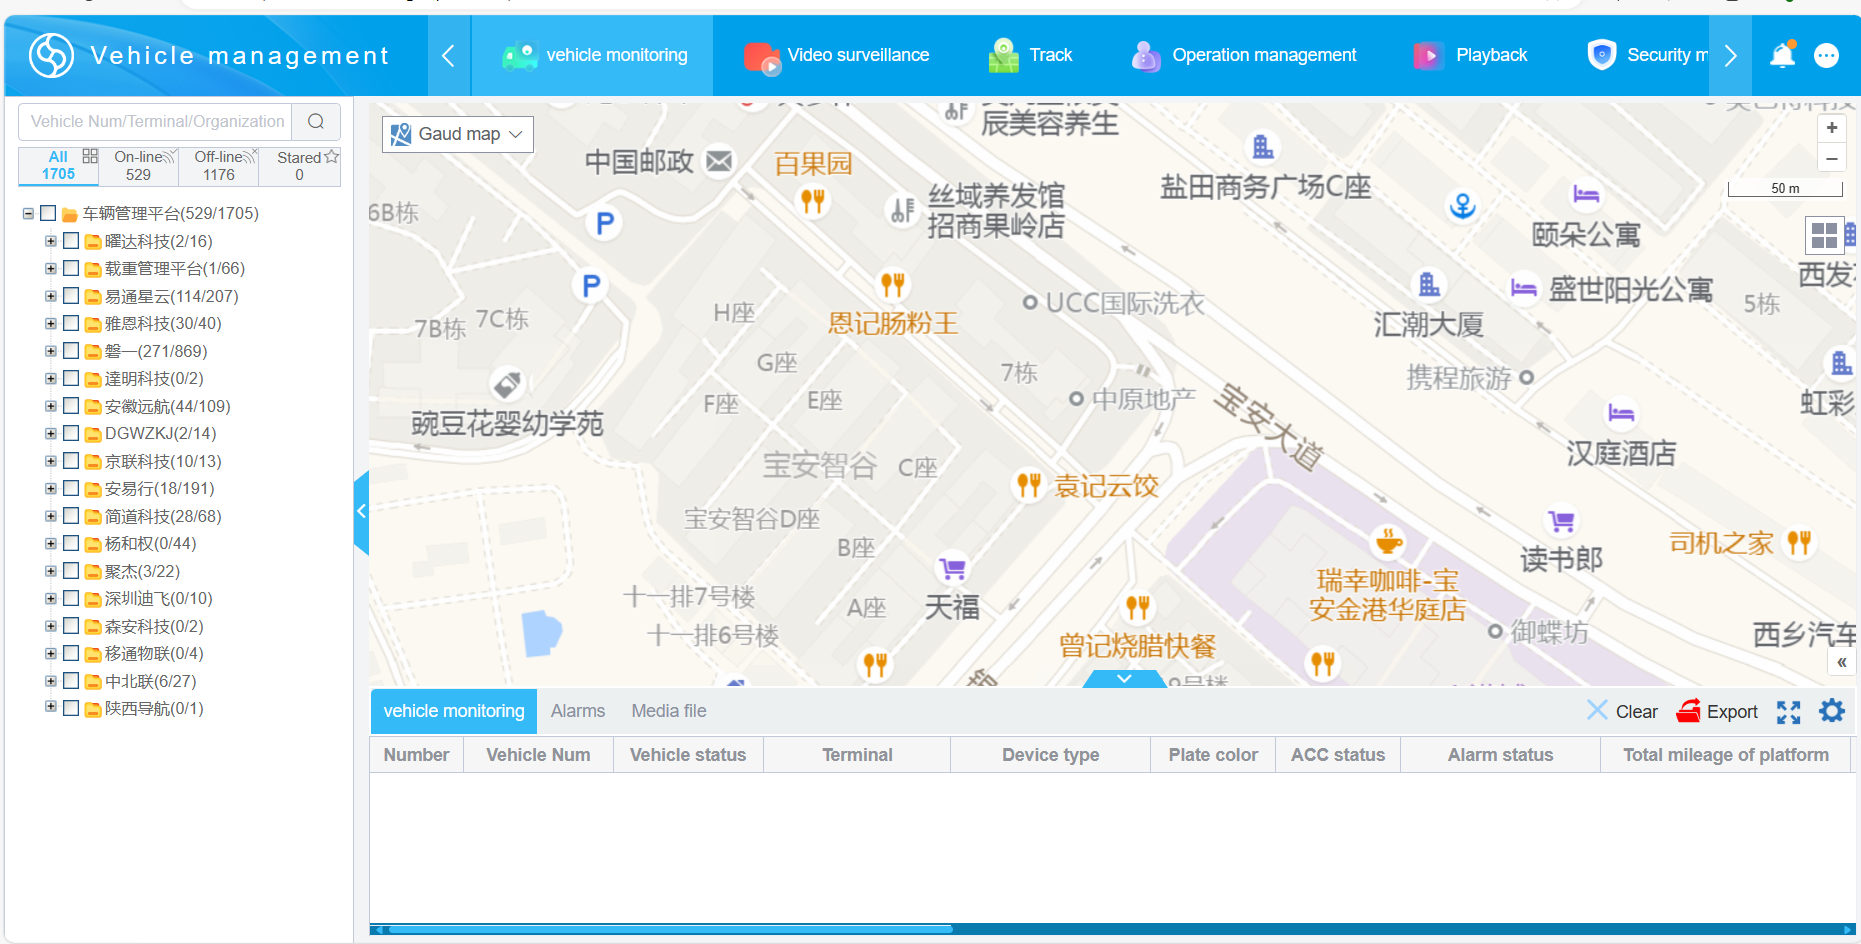 Vehicle management
vehicle monitoring
Video surveillance
Track
Operation management
Playback
Security m
Vehicle Num/Terminal/Organization
All
1705
On-line
529
Off-line
1176
Stared
0
车辆管理平台(529/1705)
曜达科技(2/16)
载重管理平台(1/66)
易通星云(114/207)
雅恩科技(30/40)
磐一(271/869)
達明科技(0/2)
安徽远航(44/109)
DGWZKJ(2/14)
京联科技(10/13)
安易行(18/191)
简道科技(28/68)
杨和权(0/44)
聚杰(3/22)
深圳迪飞(0/10)
森安科技(0/2)
移通物联(0/4)
中北联(6/27)
陕西导航(0/1)
Gaud map
50 m
辰美容养生
中国邮政
百果园
丝域养发馆
招商果岭店
盐田商务广场C座
颐朵公寓
6B栋
P
P
西发
盛世阳光公寓
5栋
UCC国际洗衣
H座
7B栋
7C栋
恩记肠粉王
汇潮大厦
G座
7栋
携程旅游
F座
E座
中原地产
虹彩
豌豆花婴幼学苑
宝安大道
汉庭酒店
宝安智谷
C座
袁记云饺
宝安智谷D座
B座
司机之家
读书郎
瑞幸咖啡-宝
安金港华庭店
十一排7号楼
A座
天福
十一排6号楼
曾记烧腊快餐
御蝶坊
西乡汽车
vehicle monitoring
Alarms
Media file
Clear
Export
Number
Vehicle Num
Vehicle status
Terminal
Device type
Plate color
ACC status
Alarm status
Total mileage of platform